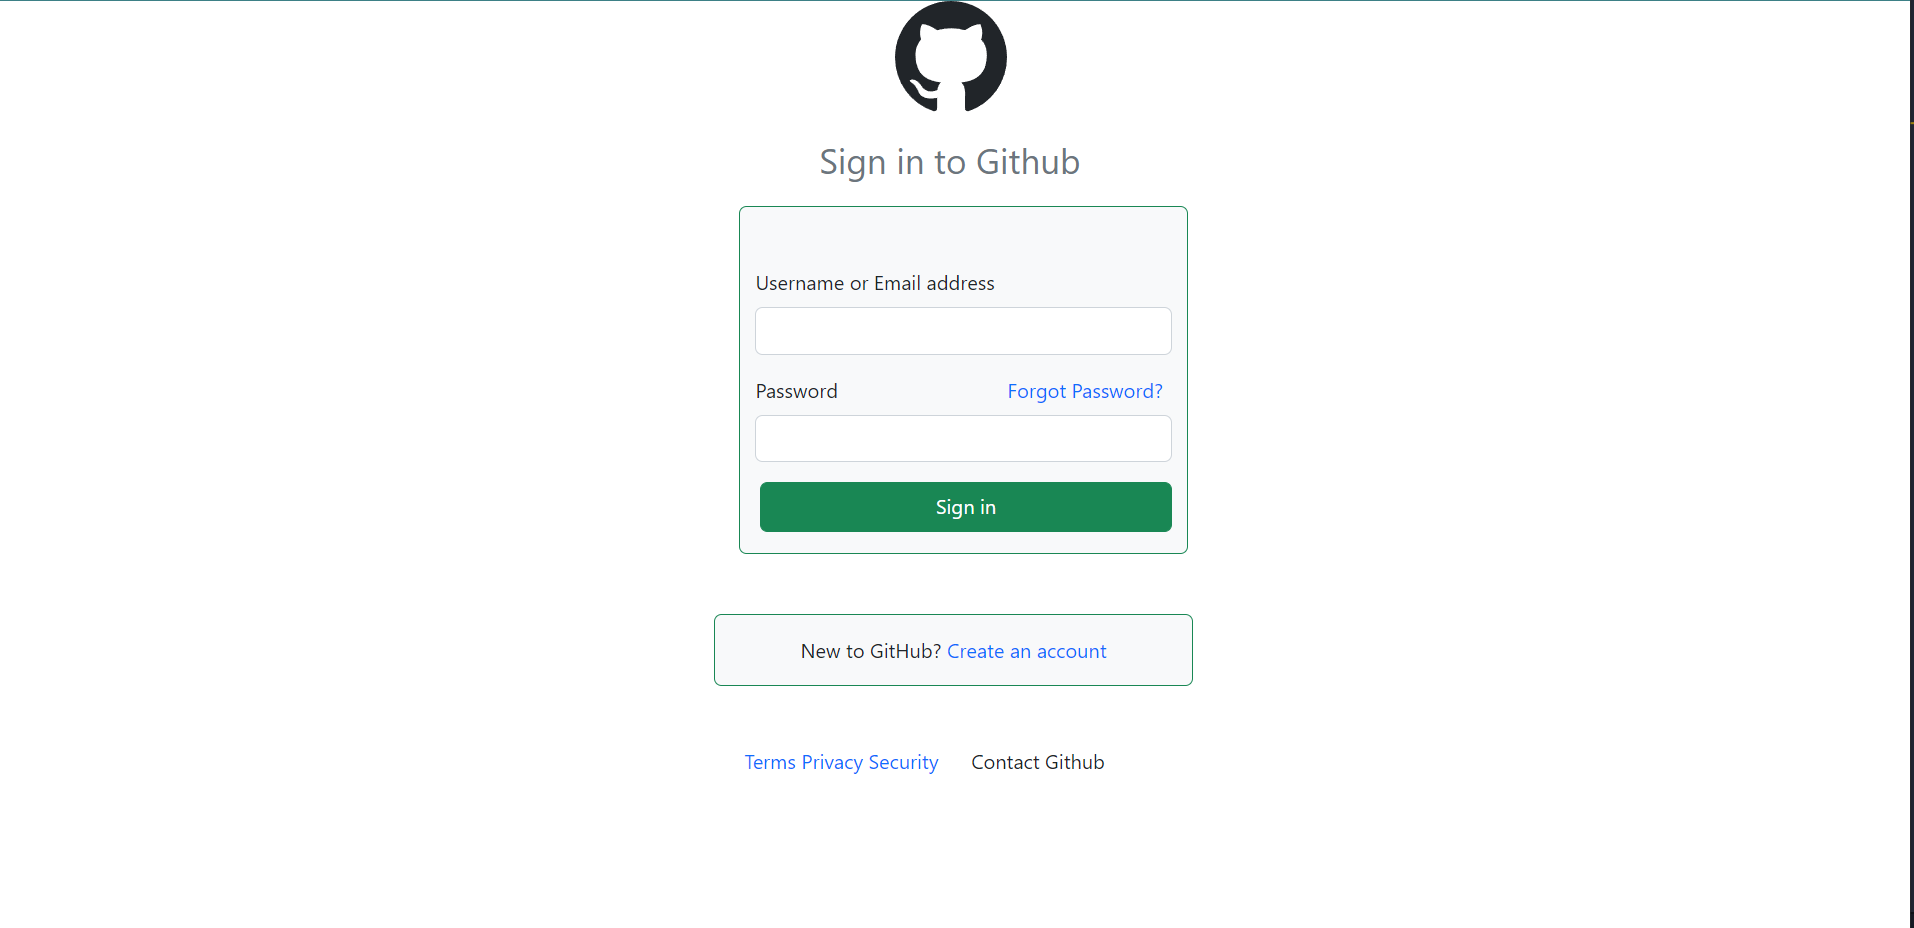 Sign in to Github
Username or Email address
Password Forgot Password?
Sign in
New to GitHub? Create an account
Terms Privacy Security Contact Github